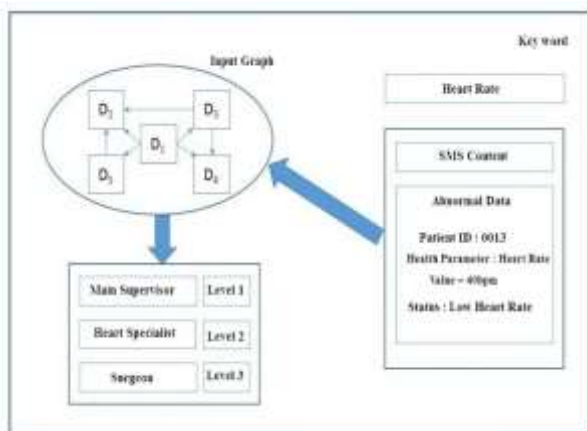 Key word
Input Graph
Heart Rate
SMS Content
Abnormal Data
Patient ID : 0013
Health Parameter : Heart Rate
Value =
Status : Low Heart Rate
Main Supervisor Level 1
Heart Specialist Level 2
Surgeon Level 3